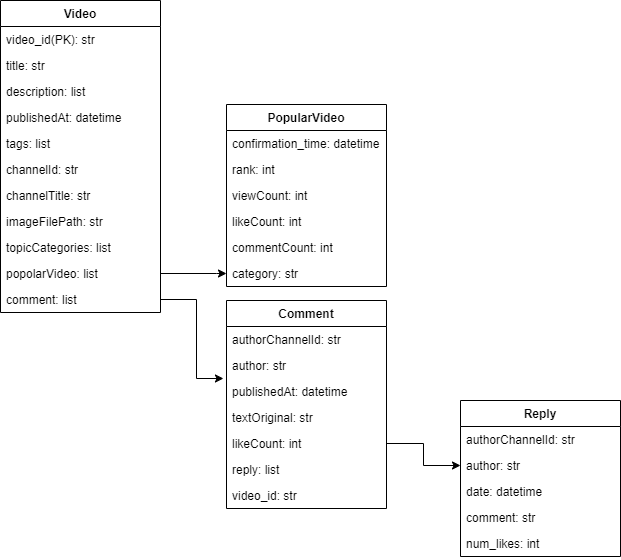 Video
video_id(PK): str
title: str
description: list
publishedAt: datetime
tags: list
channelId: str
channelTitle: str
imageFilePath: str
topicCategories: list
popolarVideo: list
comment: list
PopularVideo
confirmation_time: datetime
rank: int
viewCount: int
likeCount: int
commentCount: int
category: str
Comment
authorChannelId: str
author: str
publishedAt: datetime
textOriginal: str
likeCount: int
reply: list
video_id: str
Reply
authorChannelId: str
author: str
date: datetime
comment: str
num_likes: int